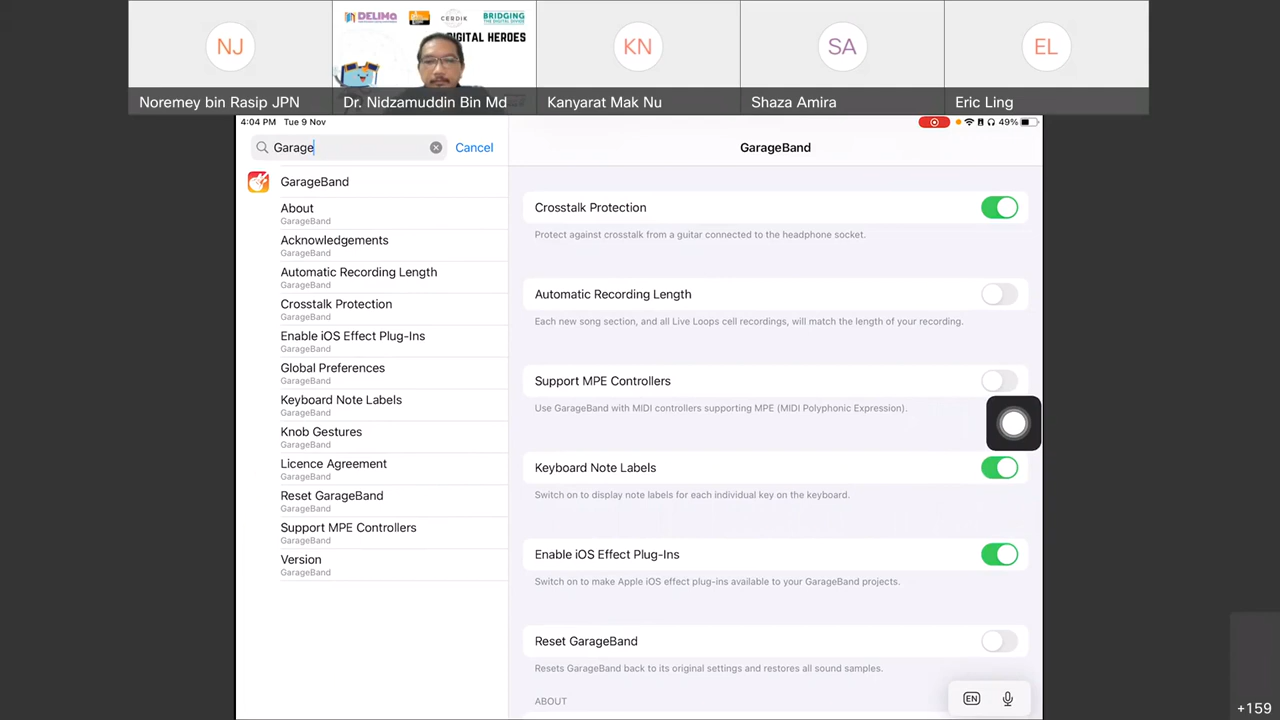 DELIMa
CERDIK
BRIDGING
THE DIGITAL DIVIDE
DIGITAL HEROES
NJ
KN
SA
EL
Noremey bin Rasip JPN
Dr. Nidzamuddin Bin Md
Kanyarat Mak Nu
Shaza Amira
Eric Ling
4:04 PM Tue 9 Nov
49%
Garage
Cancel
GarageBand
GarageBand
About
GarageBand
Acknowledgements
GarageBand
Automatic Recording Length
GarageBand
Crosstalk Protection
GarageBand
Enable iOS Effect Plug-Ins
GarageBand
Global Preferences
GarageBand
Keyboard Note Labels
GarageBand
Knob Gestures
GarageBand
Licence Agreement
GarageBand
Reset GarageBand
GarageBand
Support MPE Controllers
GarageBand
Version
GarageBand
Crosstalk Protection
Protect against crosstalk from a guitar connected to the headphone socket.
Automatic Recording Length
Each new song section, and all Live Loops cell recordings, will match the length of your recording.
Support MPE Controllers
Use GarageBand with MIDI controllers supporting MPE (MIDI Polyphonic Expression).
Keyboard Note Labels
Switch on to display note labels for each individual key on the keyboard.
Enable iOS Effect Plug-Ins
Switch on to make Apple iOS effect plug-ins available to your GarageBand projects.
Reset GarageBand
Resets GarageBand back to its original settings and restores all sound samples.
ABOUT
EN
+159